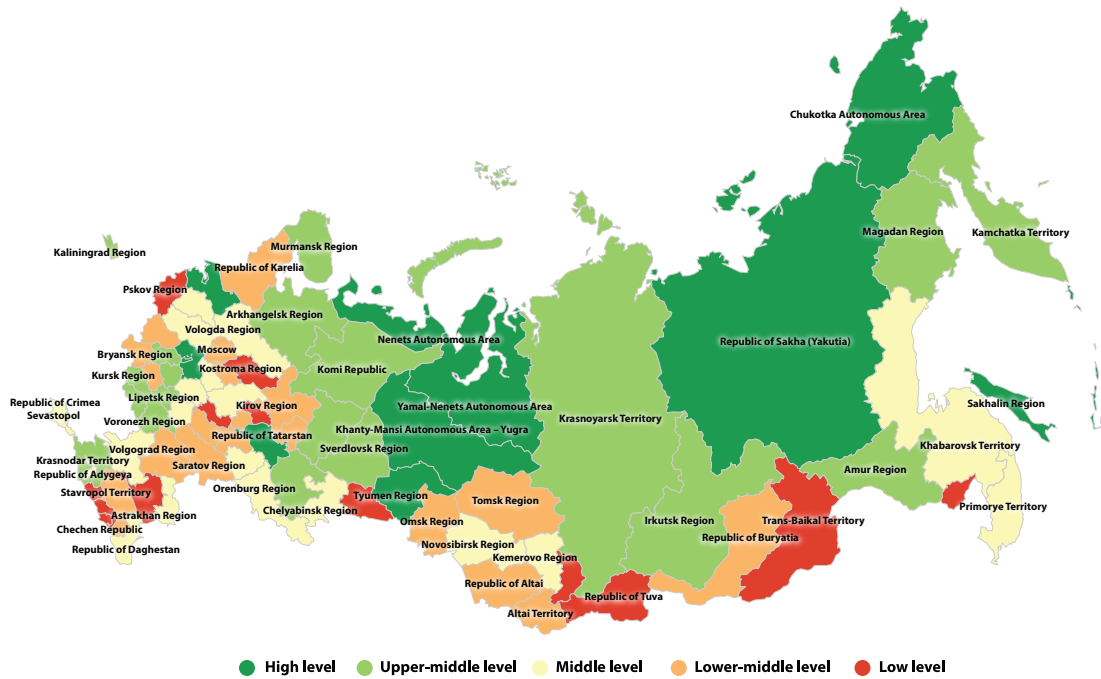 Chukotka Autonomous Area
Magadan Region
Kamchatka Territory
Murmansk Region
Kaliningrad Region
Republic of Karelia
Pskov Region
Arkhangelsk Region
Vologda Region
Nenets Autonomous Area
Republic of Sakha (Yakutia)
Moscow
Bryansk Region
Kostroma Region
Komi Republic
Kursk Region
Lipetsk Region
Republic of Crimea
Sevastopol
Kirov Region
Yamal-Nenets Autonomous Area
Sakhalin Region
Krasnoyarsk Territory
Voronezh Region
Khanty-Mansi Autonomous Area – Yugra
Republic of Tatarstan
Khabarovsk Territory
Volgograd Region
Sverdlovsk Region
Krasnodar Territory
Saratov Region
Amur Region
Republic of Adygeya
Orenburg Region
Stavropol Territory
Tyumen Region
Tomsk Region
Primorye Territory
Chelyabinsk Region
Astrakhan Region
Omsk Region
Irkutsk Region
Trans-Baikal Territory
Chechen Republic
Republic of Buryatia
Novosibirsk Region
Republic of Daghestan
Kemerovo Region
Republic of Altai
Republic of Tuva
Altai Territory
High level
Upper-middle level
Middle level
Lower-middle level
Low level